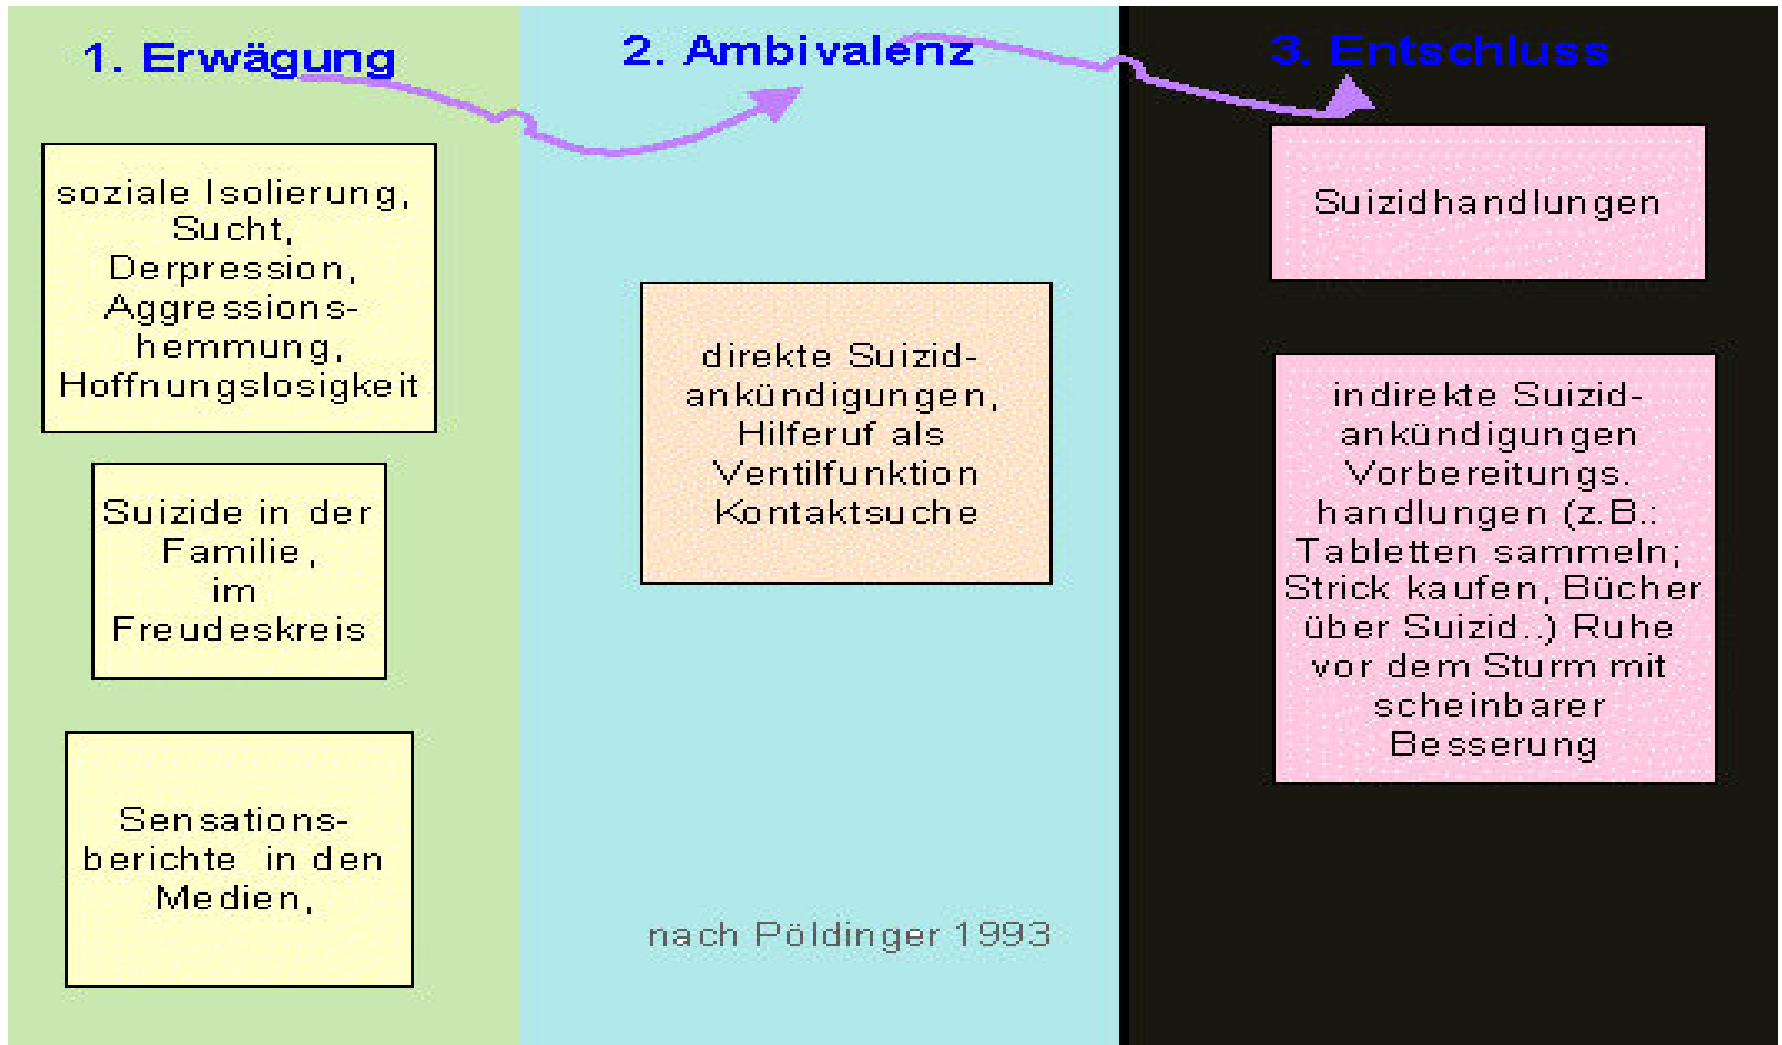 1. Erwägung
soziale Isolierung,
Sucht,
Derpression,
Aggressions-
hemmung,
Hoffnungslosigkeit
Suizide in der
Familie,
im
Freudeskreis
Sensations-
berichte in den
Medien,
2. Ambivalenz
direkte Suizid-
ankündigungen,
Hilferuf als
Ventilfunktion
Kontaktsuche
nach Pöldinger 1993
3. Entschluss
Suizidhandlungen
indirekte Suizid-
ankündigungen
Vorbereitungs.
handlungen (z.B.:
Tabletten sammeln;
Strick kaufen, Bücher
über Suizid..) Ruhe
vor dem Sturm mit
scheinbarer
Besserung